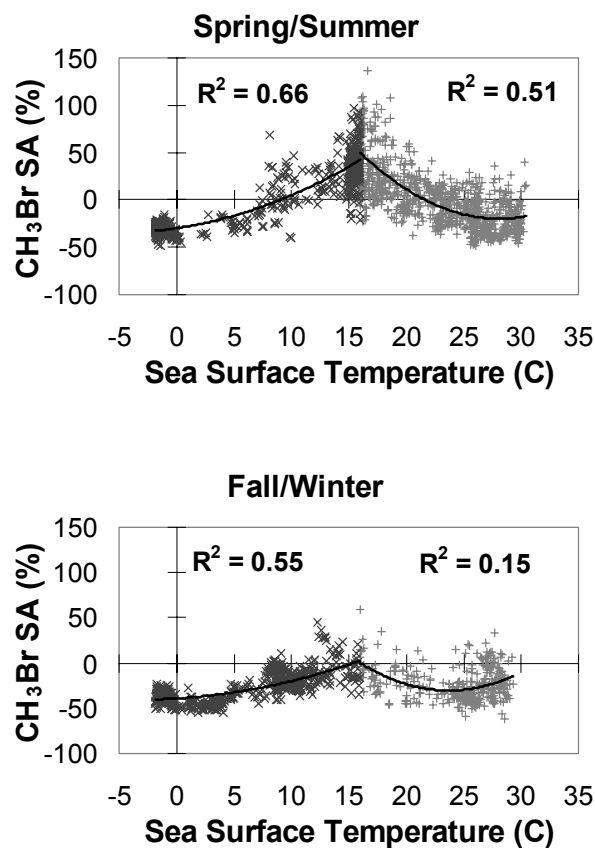 Spring/Summer
CH₃Br SA (%)
150
100
50
0
-50
-100
R² = 0.66
R² = 0.51
-5 0 5 10 15 20 25 30 35
Sea Surface Temperature (C)
Fall/Winter
CH₃Br SA (%)
150
100
50
0
-50
-100
R² = 0.55
R² = 0.15
-5 0 5 10 15 20 25 30 35
Sea Surface Temperature (C)